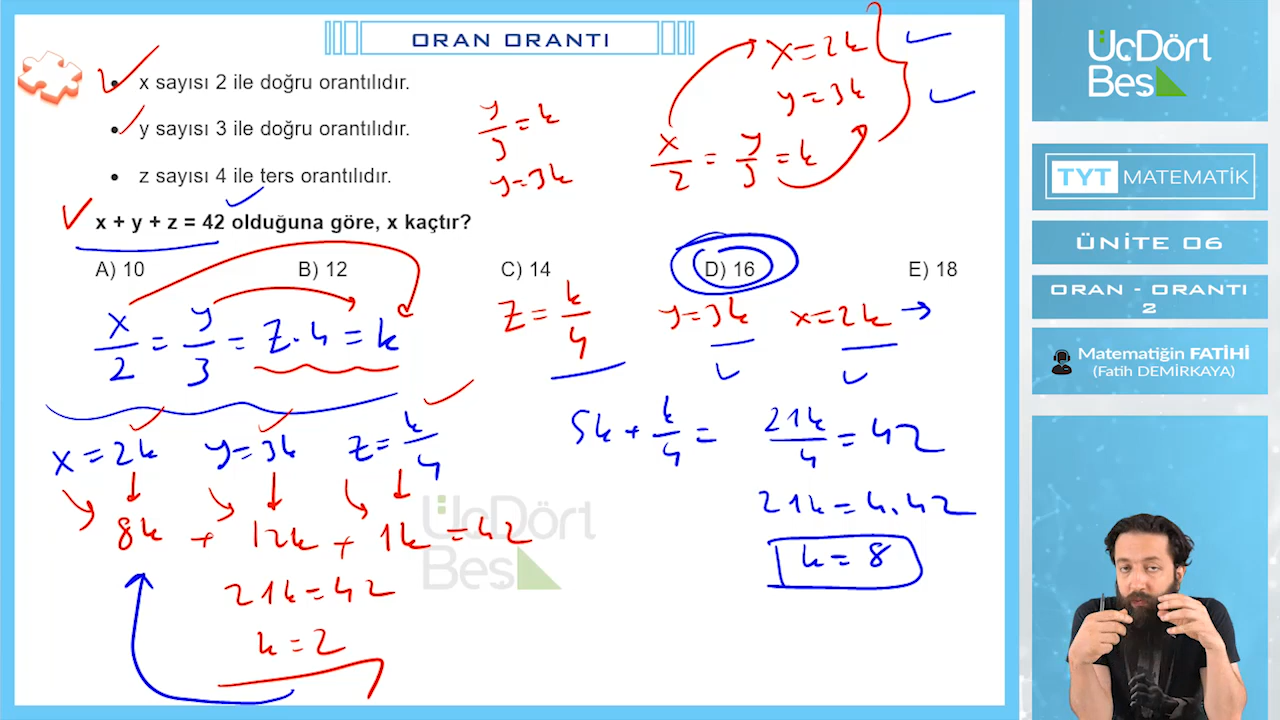 ORAN ORANTI
• x sayısı 2 ile doğru orantılıdır.
• y sayısı 3 ile doğru orantılıdır.
• z sayısı 4 ile ters orantılıdır.
x + y + z = 42 olduğuna göre, x kaçtır?
A) 10 B) 12 C) 14 D) 16 E) 18
y/3 = k
y = 3k
x = 2k
y = 3k
x/2 = y/3 = k
x/2 = y/3 = z·4 = k
z = k/4 y = 3k x = 2k →
x = 2k y = 3k z = k/4
8k + 12k + 1k = 42
21k = 42
k = 2
5k + k/4 = 21k/4 = 42
21k = 4.42
k = 8
ÜçDört
Beş
ÜçDört
Beş
TYT MATEMATİK
ÜNİTE 06
ORAN - ORANTI
2
Matematiğin FATİHİ
(Fatih DEMİRKAYA)